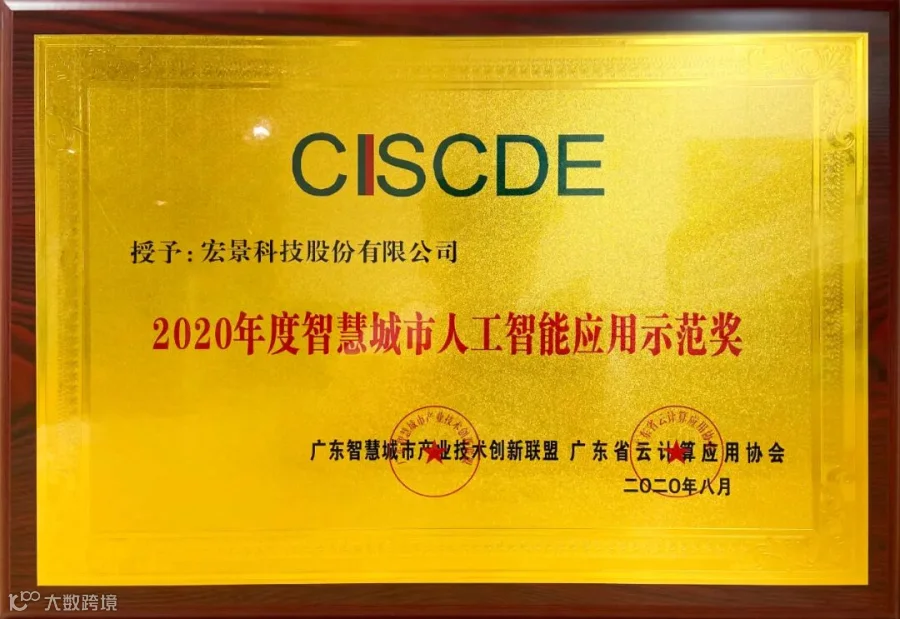 CISCDE
授予：宏景科技股份有限公司
2020年度智慧城市人工智能应用示范奖
广东智慧城市产业技术创新联盟 广东省云计算应用协会
二〇二〇年八月
大数跨境